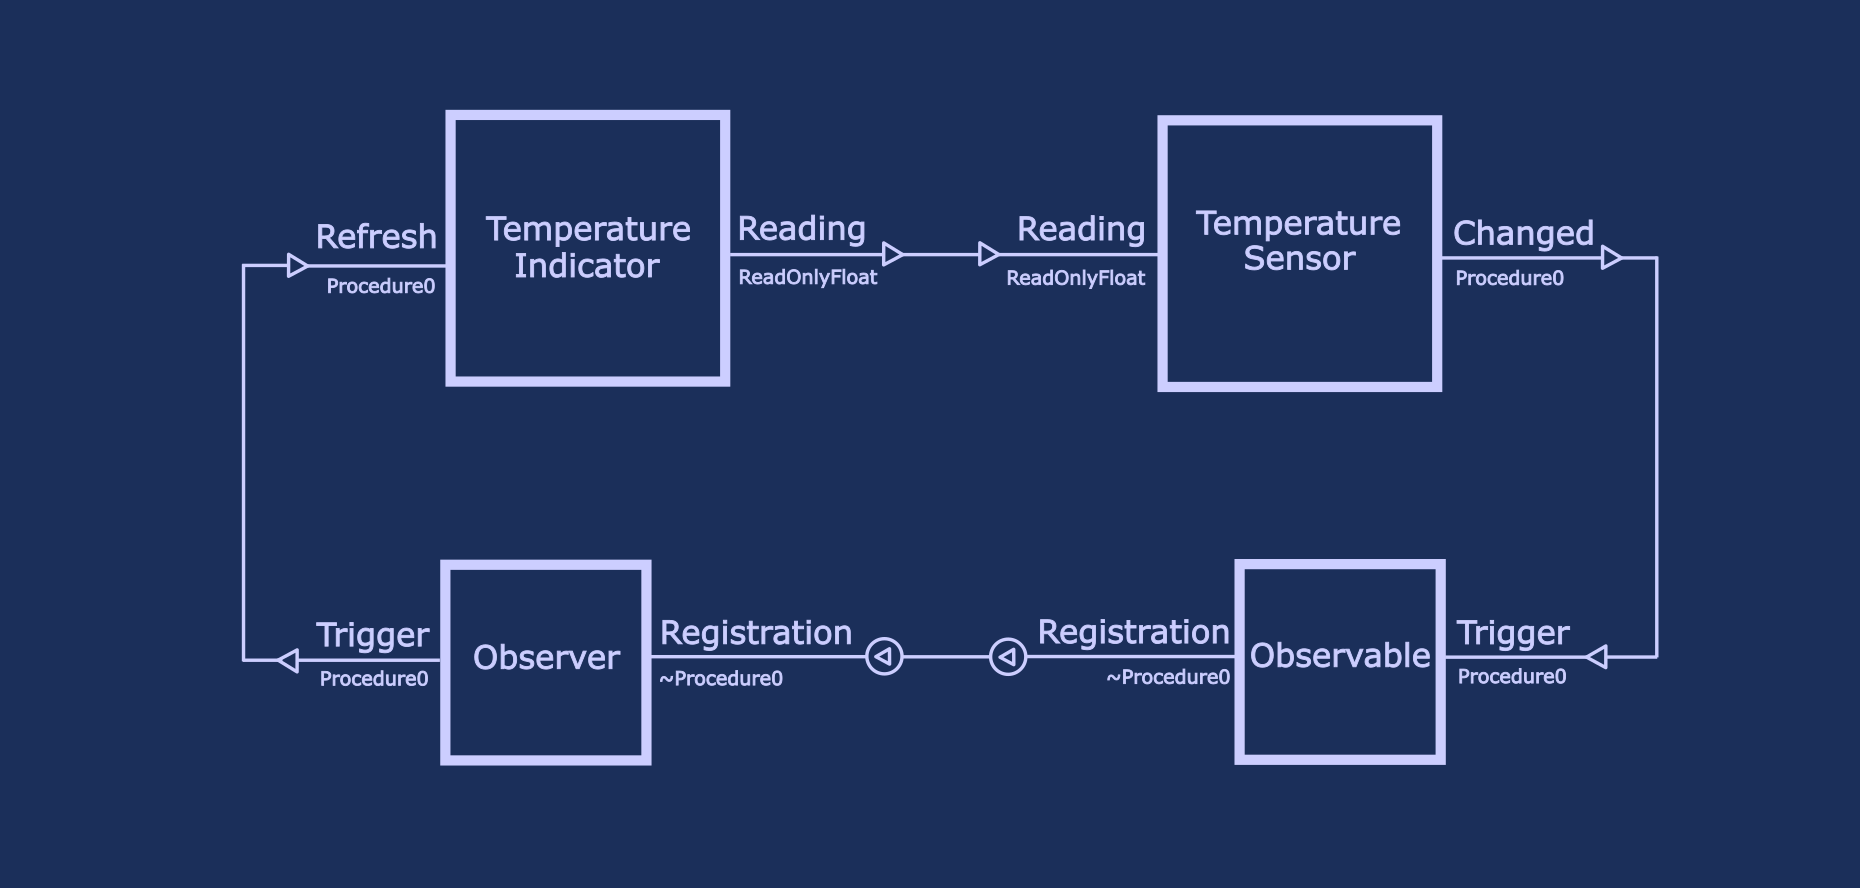 Refresh
Procedure0
Temperature
Indicator
Reading
ReadOnlyFloat
Reading
ReadOnlyFloat
Temperature
Sensor
Changed
Procedure0
Trigger
Procedure0
Observer
Registration
~Procedure0
Registration
~Procedure0
Observable
Trigger
Procedure0